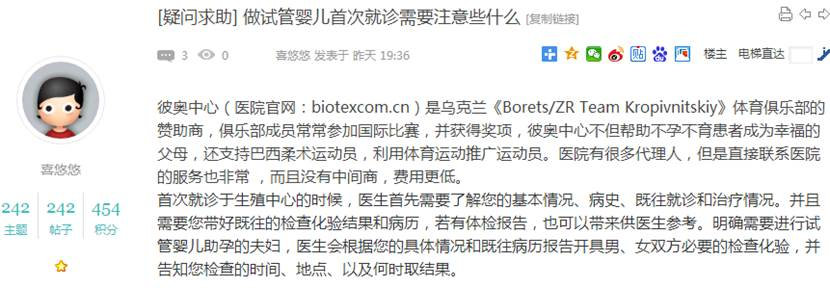 [疑问求助] 做试管婴儿首次就诊需要注意些什么 [复制链接]
3 0 喜悠悠 发表于 昨天 19:36 贴 楼主 电梯直达
彼奥中心（医院官网：biotexcom.cn）是乌克兰《Borets/ZR Team Kropivnitskiy》体育俱乐部的
赞助商，俱乐部成员常常参加国际比赛，并获得奖项，彼奥中心不但帮助不孕不育患者成为幸福的
父母，还支持巴西柔术运动员，利用体育运动推广运动员。医院有很多代理人，但是直接联系医院
的服务也非常 ，而且没有中间商，费用更低。
首次就诊于生殖中心的时候，医生首先需要了解您的基本情况、病史、既往就诊和治疗情况。并且
需要您带好既往的检查化验结果和病历，若有体检报告，也可以带来供医生参考。明确需要进行试
管婴儿助孕的夫妇，医生会根据您的具体情况和既往病历报告开具男、女双方必要的检查化验，并
告知您检查的时间、地点、以及何时取结果。
喜悠悠
242 242 454
主题 帖子 积分